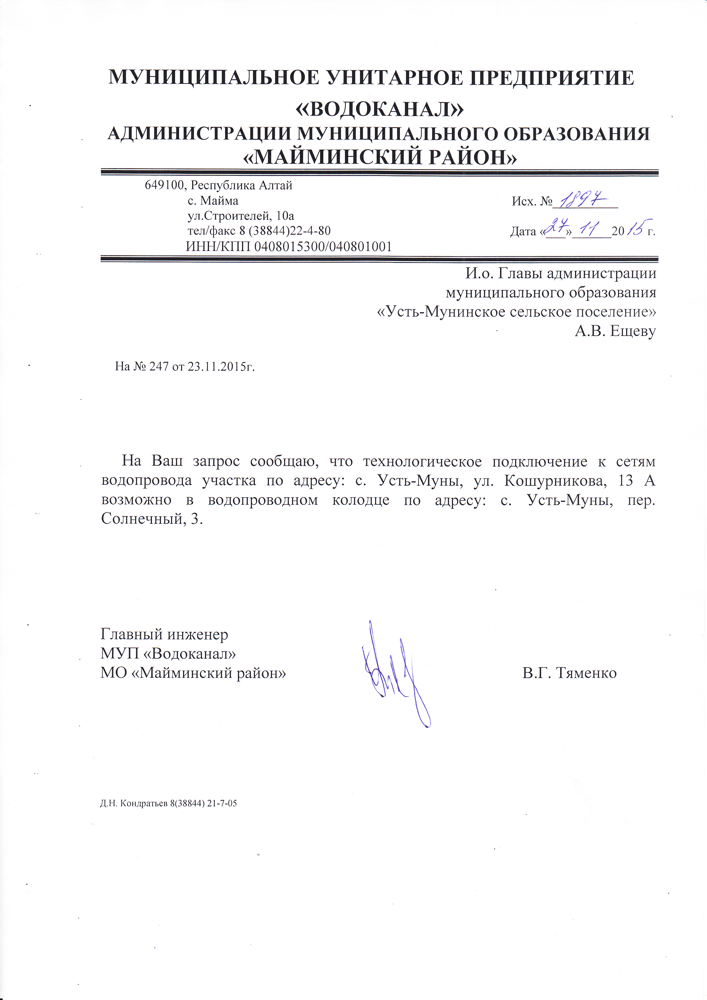 МУНИЦИПАЛЬНОЕ УНИТАРНОЕ ПРЕДПРИЯТИЕ
«ВОДОКАНАЛ»
АДМИНИСТРАЦИИ МУНИЦИПАЛЬНОГО ОБРАЗОВАНИЯ
«МАЙМИНСКИЙ РАЙОН»
649100, Республика Алтай
с. Майма
ул.Строителей, 10а
тел/факс 8 (38844)22-4-80
ИНН/КПП 0408015300/040801001
Исх. № 1897
Дата «27» 11 2015 г.
И.о. Главы администрации
муниципального образования
«Усть-Мунинское сельское поселение»
А.В. Ещеву
На № 247 от 23.11.2015г.
На Ваш запрос сообщаю, что технологическое подключение к сетям
водопровода участка по адресу: с. Усть-Муны, ул. Кошурникова, 13 А
возможно в водопроводном колодце по адресу: с. Усть-Муны, пер.
Солнечный, 3.
Главный инженер
МУП «Водоканал»
МО «Майминский район» В.Г. Тяменко
Д.Н. Кондратьев 8(38844) 21-7-05